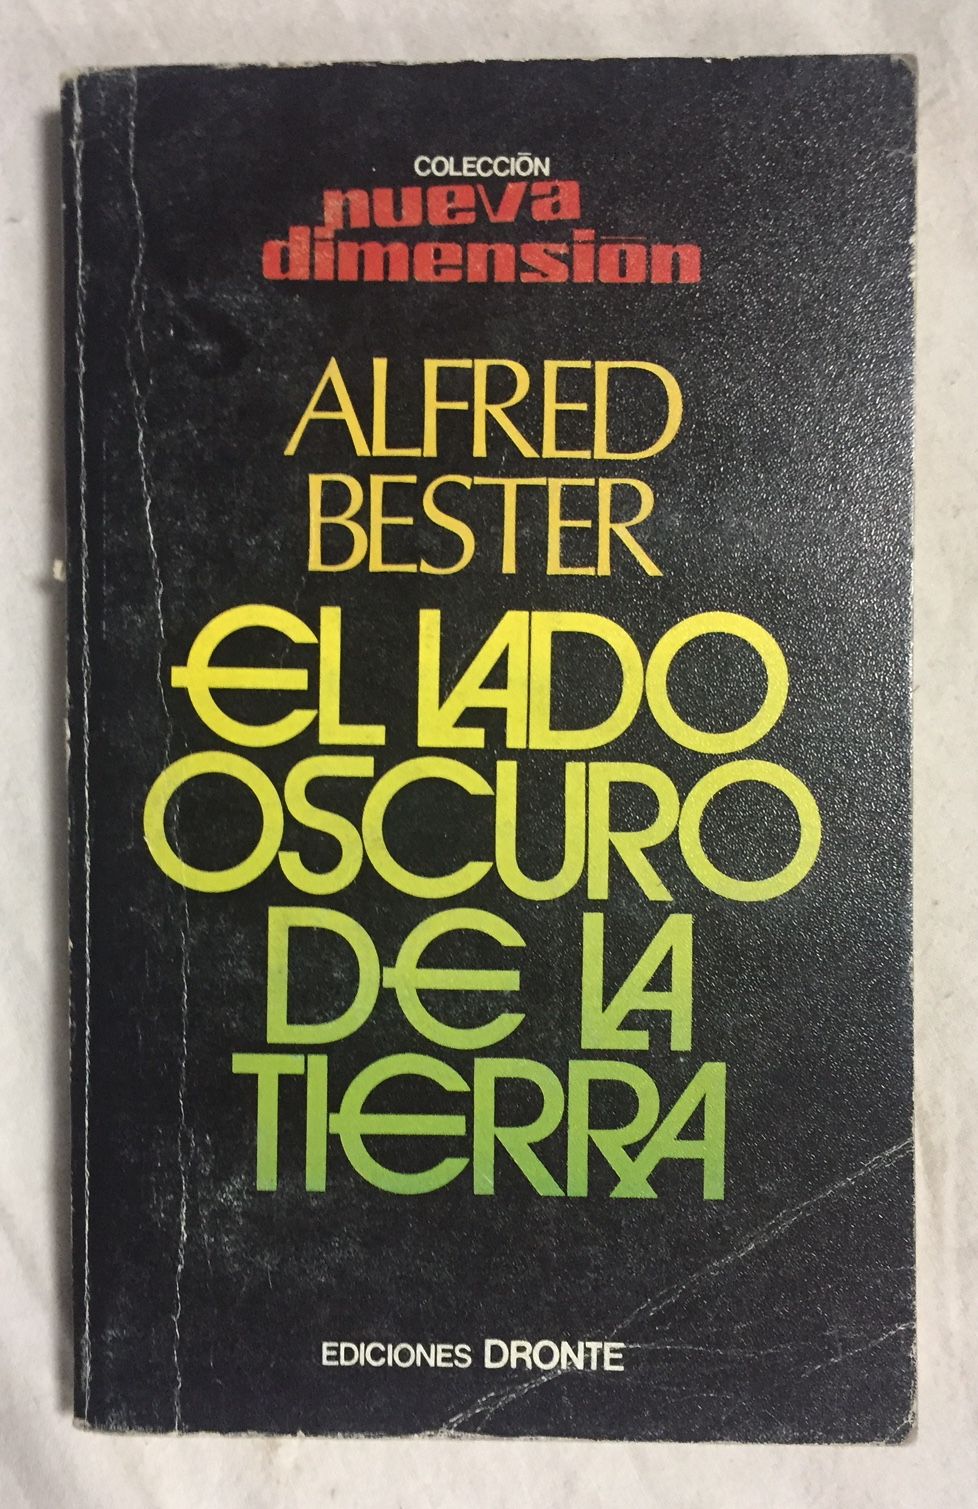 COLECCIÓN
nueva
dimensión
ALFRED
BESTER
EL LADO
OSCURO
DE LA
TIERRA
EDICIONES DRONTE